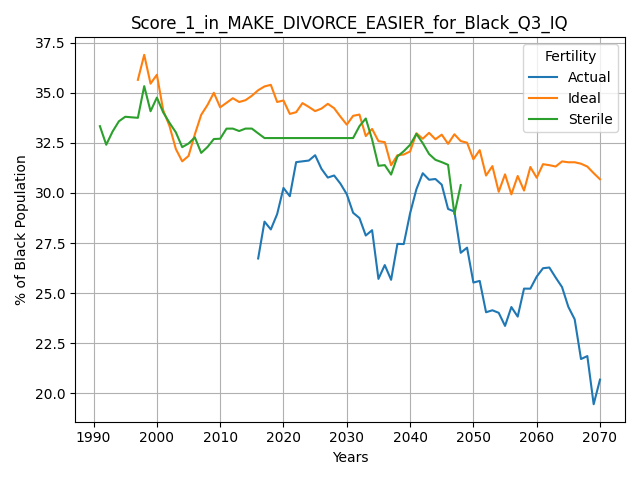 Score_1_in_MAKE_DIVORCE_EASIER_for_Black_Q3_IQ
37.5
35.0
32.5
30.0
27.5
25.0
22.5
20.0
% of Black Population
Fertility
Actual
Ideal
Sterile
1990 2000 2010 2020 2030 2040 2050 2060 2070
Years